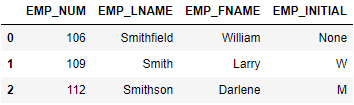 EMP_NUM EMP_LNAME EMP_FNAME EMP_INITIAL
0 106 Smithfield William None
1 109 Smith Larry W
2 112 Smithson Darlene M